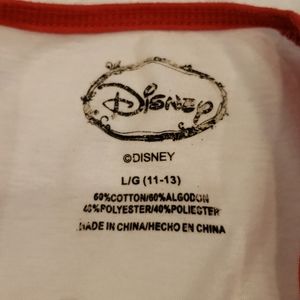 Disney
©DISNEY
L/G (11-13)
60%COTTON/60%ALGODON
40%POLYESTER/40%POLIESTER
MADE IN CHINA/HECHO EN CHINA